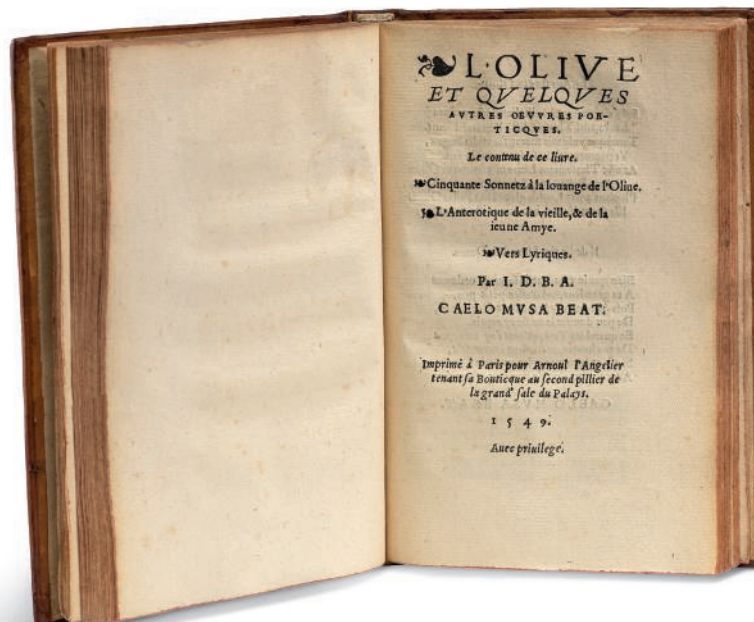 L'OLIVE
ET QVELQVES
AVTRES OEVVRES POE-
TICQVES.
Le contenu de ce liure.
Cinquante Sonnetz à la louange de l'Oliue.
L'Anterotique de la vieille, & de la
ieune Amye.
Vers Lyriques.
Par I. D. B. A.
CAELO MVSA BEAT.
Imprimé à Paris pour Arnoul l'Angelier
tenant sa Bouticque au second pillier de
la grand' sale du Palays.
1549.
Auec priuilege.